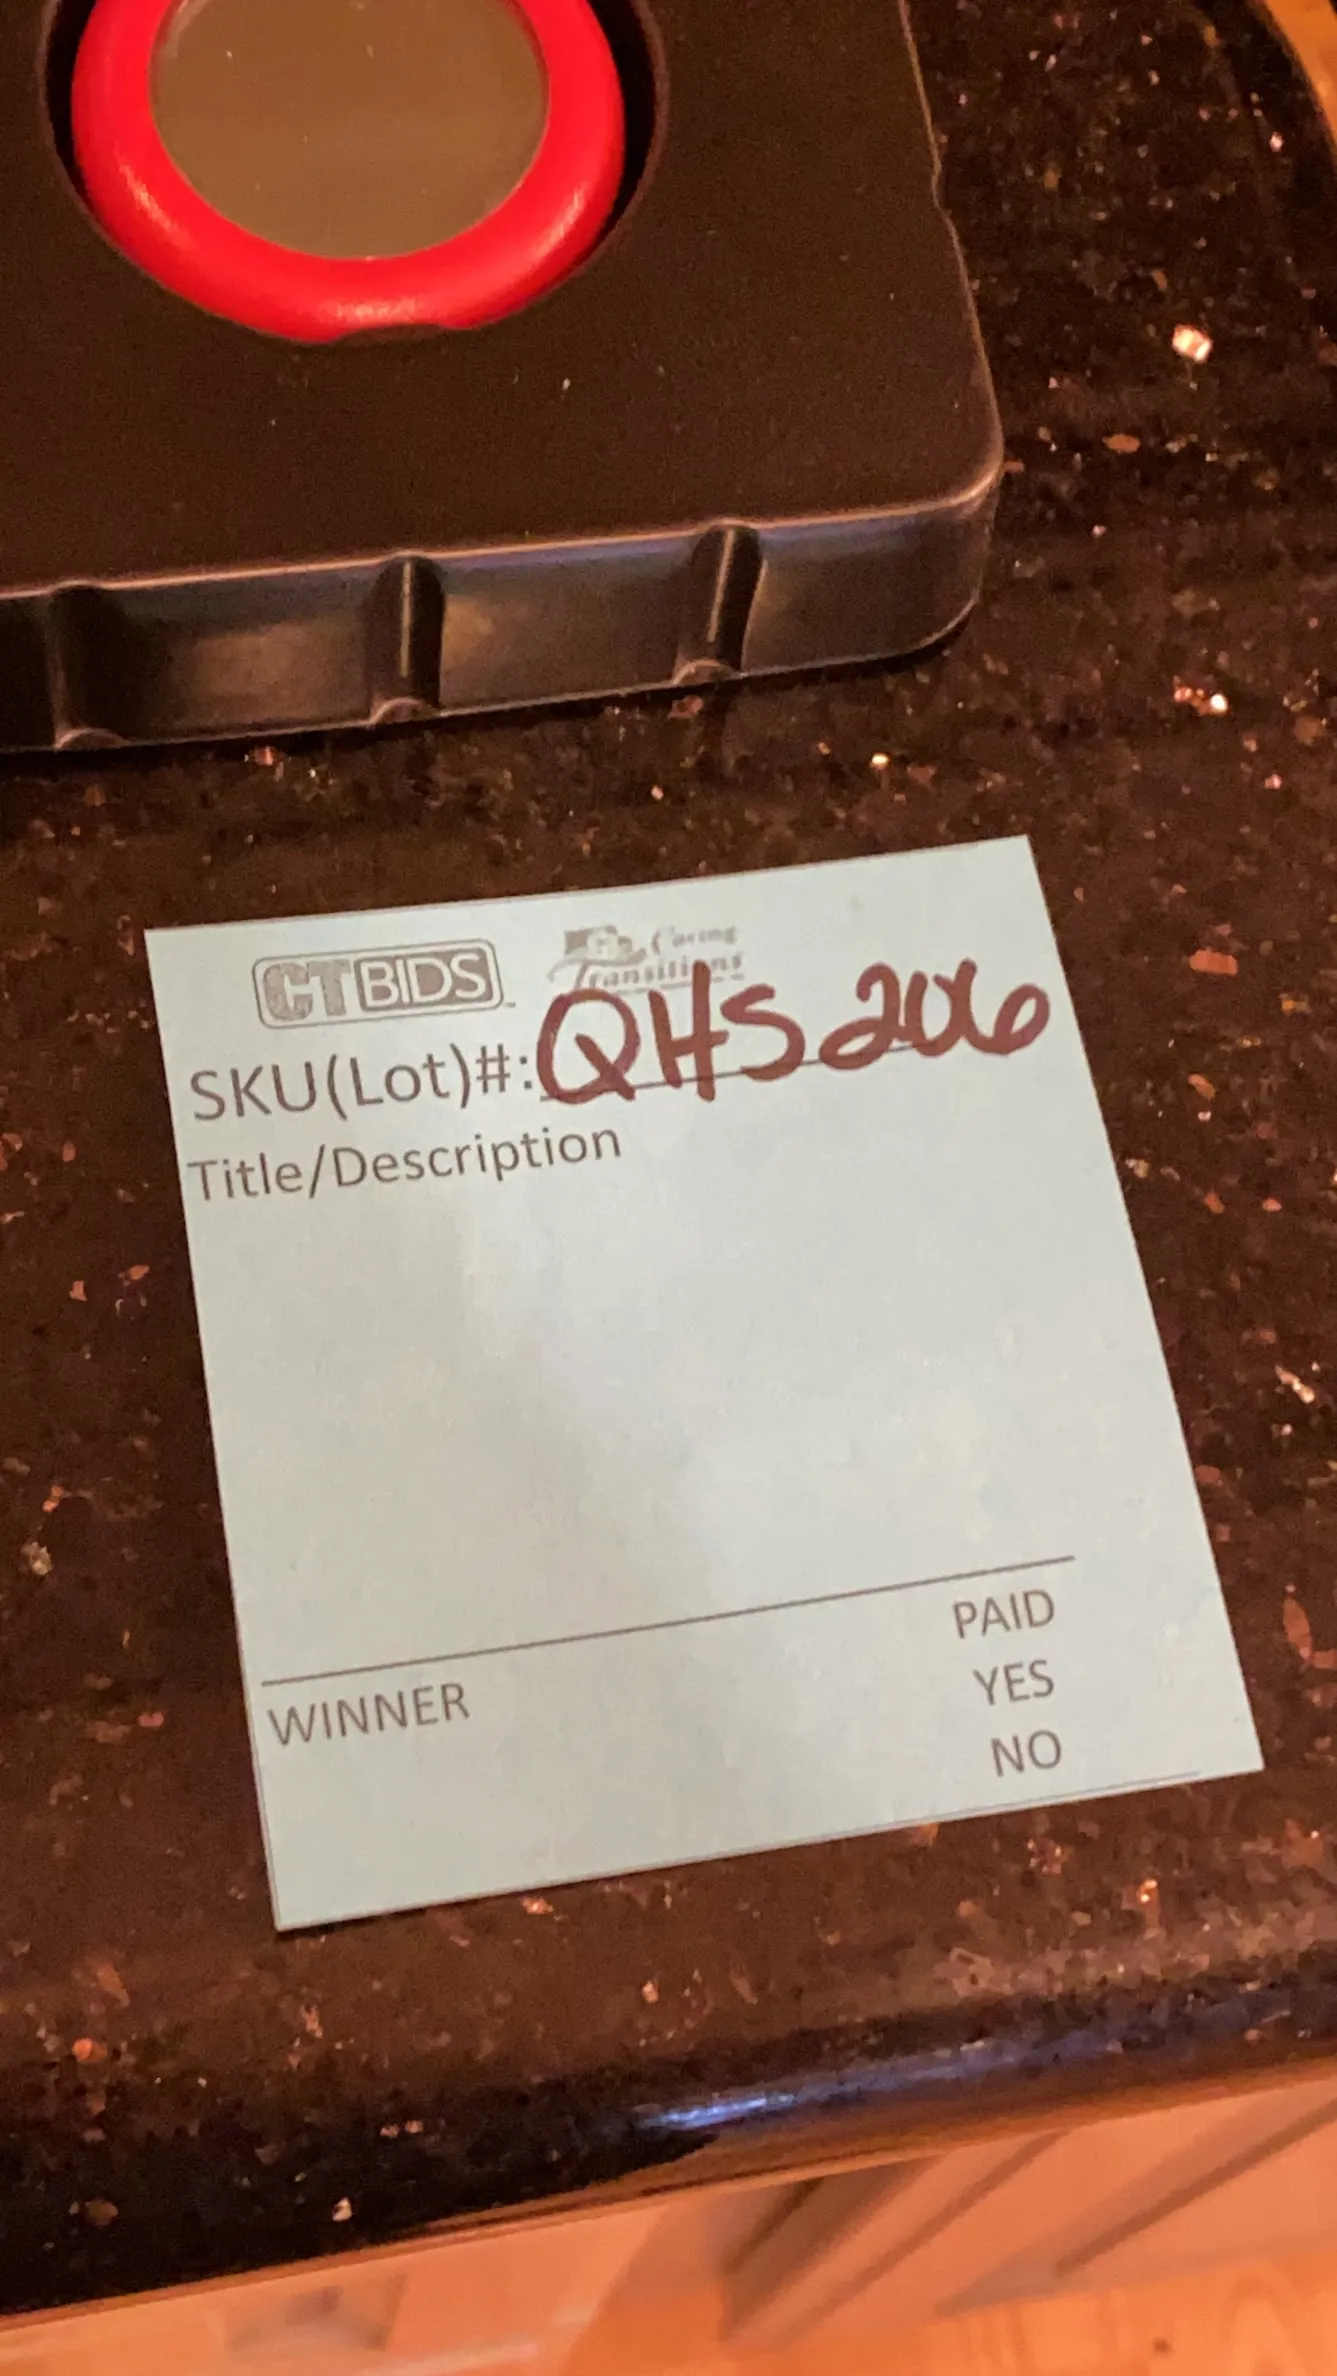 CTBIDS Caring
Transitions
SKU(Lot)#: QHS206
Title/Description
PAID
WINNER YES
NO